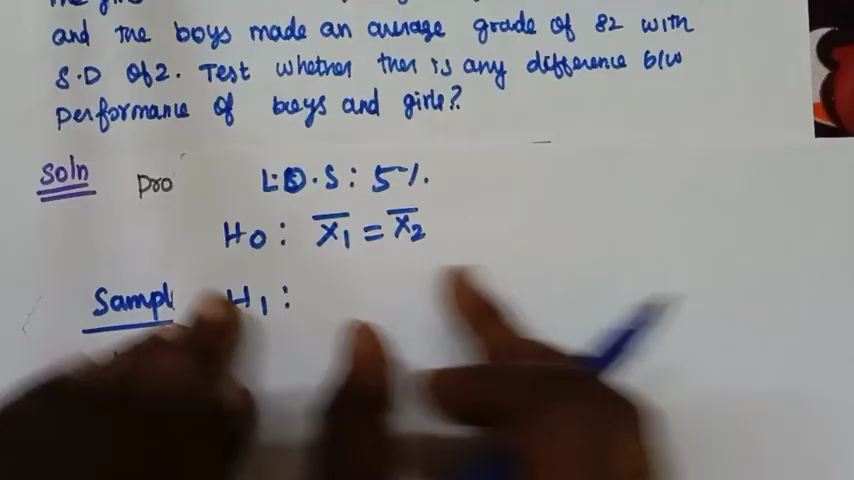 and the boys made an average grade of 82 with
S.D Of 2. Test whether ther is any difference b/w
performance of boys and girls?
Soln pro L.O.S: 5%.
H0: X̅1 = X̅2
Sampl H1: